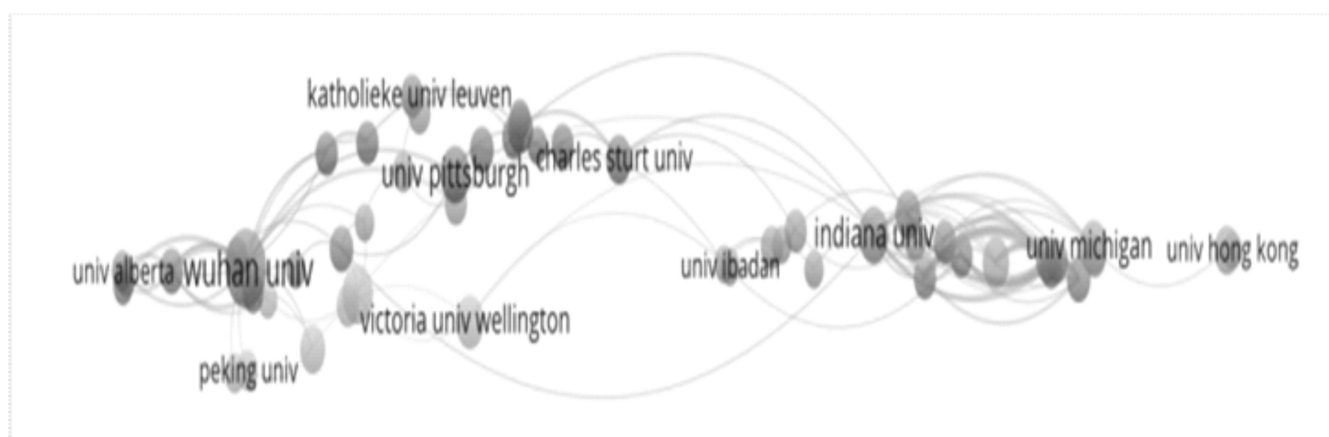 katholieke univ leuven
univ pittsburgh
charles sturt univ
indiana univ
univ michigan
univ hong kong
univ alberta
wuhan univ
univ ibadan
victoria univ wellington
peking univ